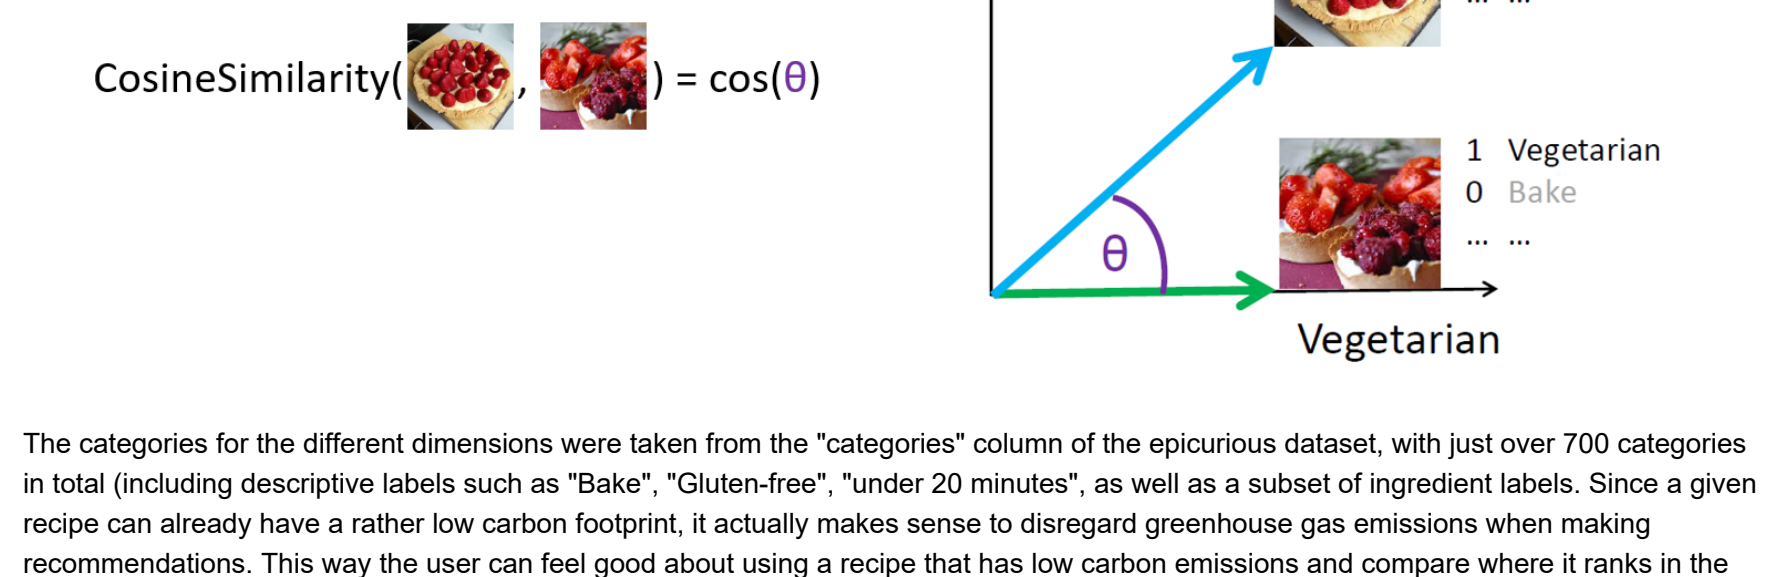 ... ...
CosineSimilarity( , ) = cos(θ)
1 Vegetarian
0 Bake
... ...
θ
Vegetarian
The categories for the different dimensions were taken from the "categories" column of the epicurious dataset, with just over 700 categories
in total (including descriptive labels such as "Bake", "Gluten-free", "under 20 minutes", as well as a subset of ingredient labels. Since a given
recipe can already have a rather low carbon footprint, it actually makes sense to disregard greenhouse gas emissions when making
recommendations. This way the user can feel good about using a recipe that has low carbon emissions and compare where it ranks in the